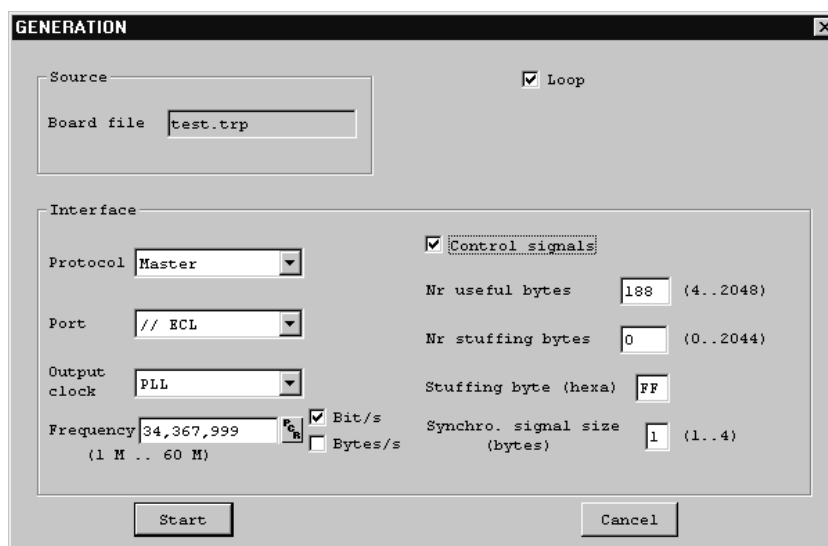 GENERATION
Source
Loop
Board file test.trp
Interface
Control signals
Protocol Master
Nr useful bytes 188 (4..2048)
Port // ECL
Nr stuffing bytes 0 (0..2044)
Output
clock PLL
Stuffing byte (hexa) FF
Frequency 34,367,999 PCR Bit/s
Bytes/s
(1 M .. 60 M)
Synchro. signal size 1 (1..4)
(bytes)
Start
Cancel